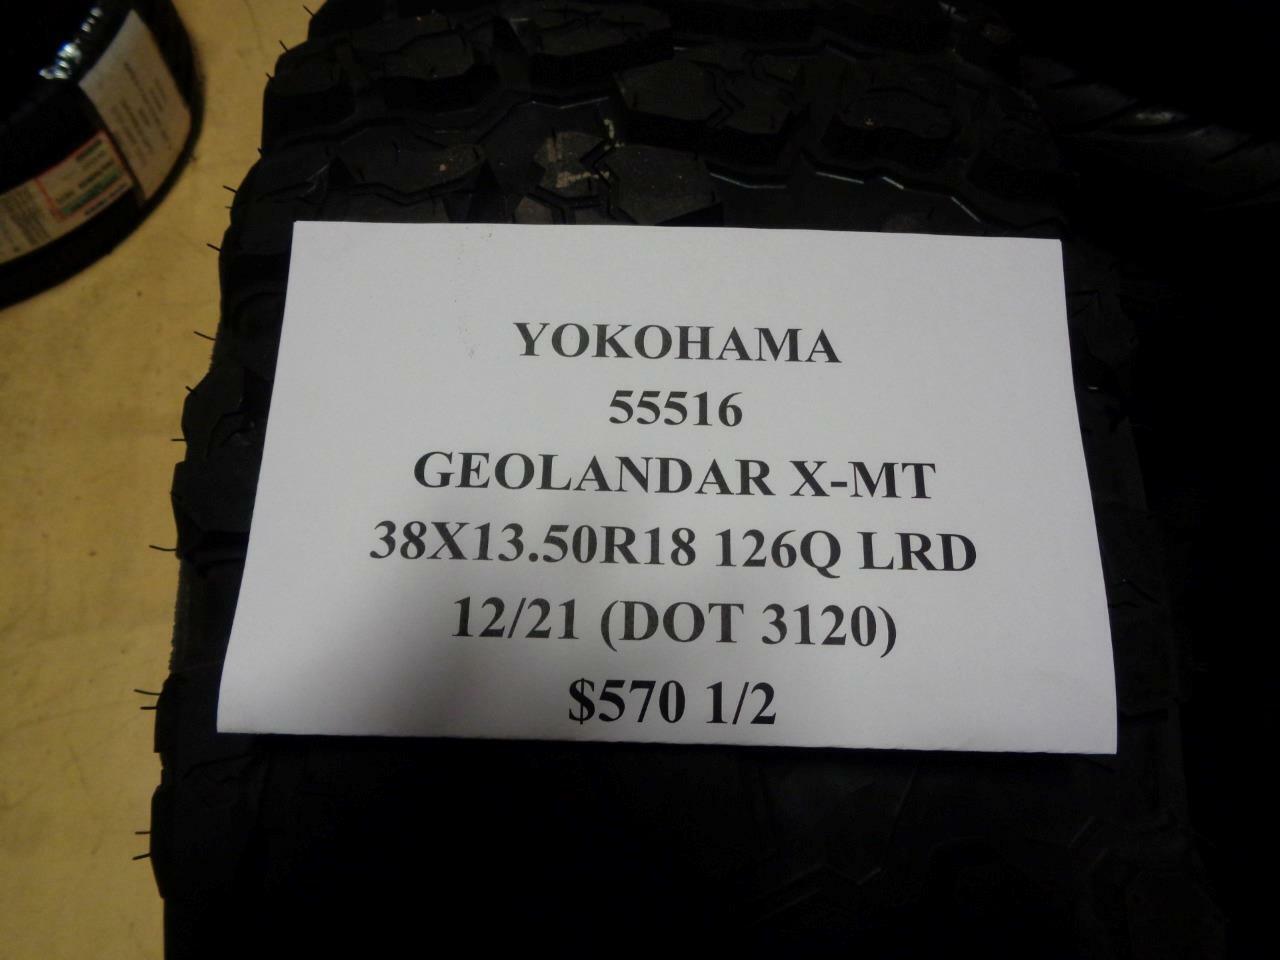 YOKOHAMA
55516
GEOLANDAR X-MT
38X13.50R18 126Q LRD
12/21 (DOT 3120)
$570 1/2